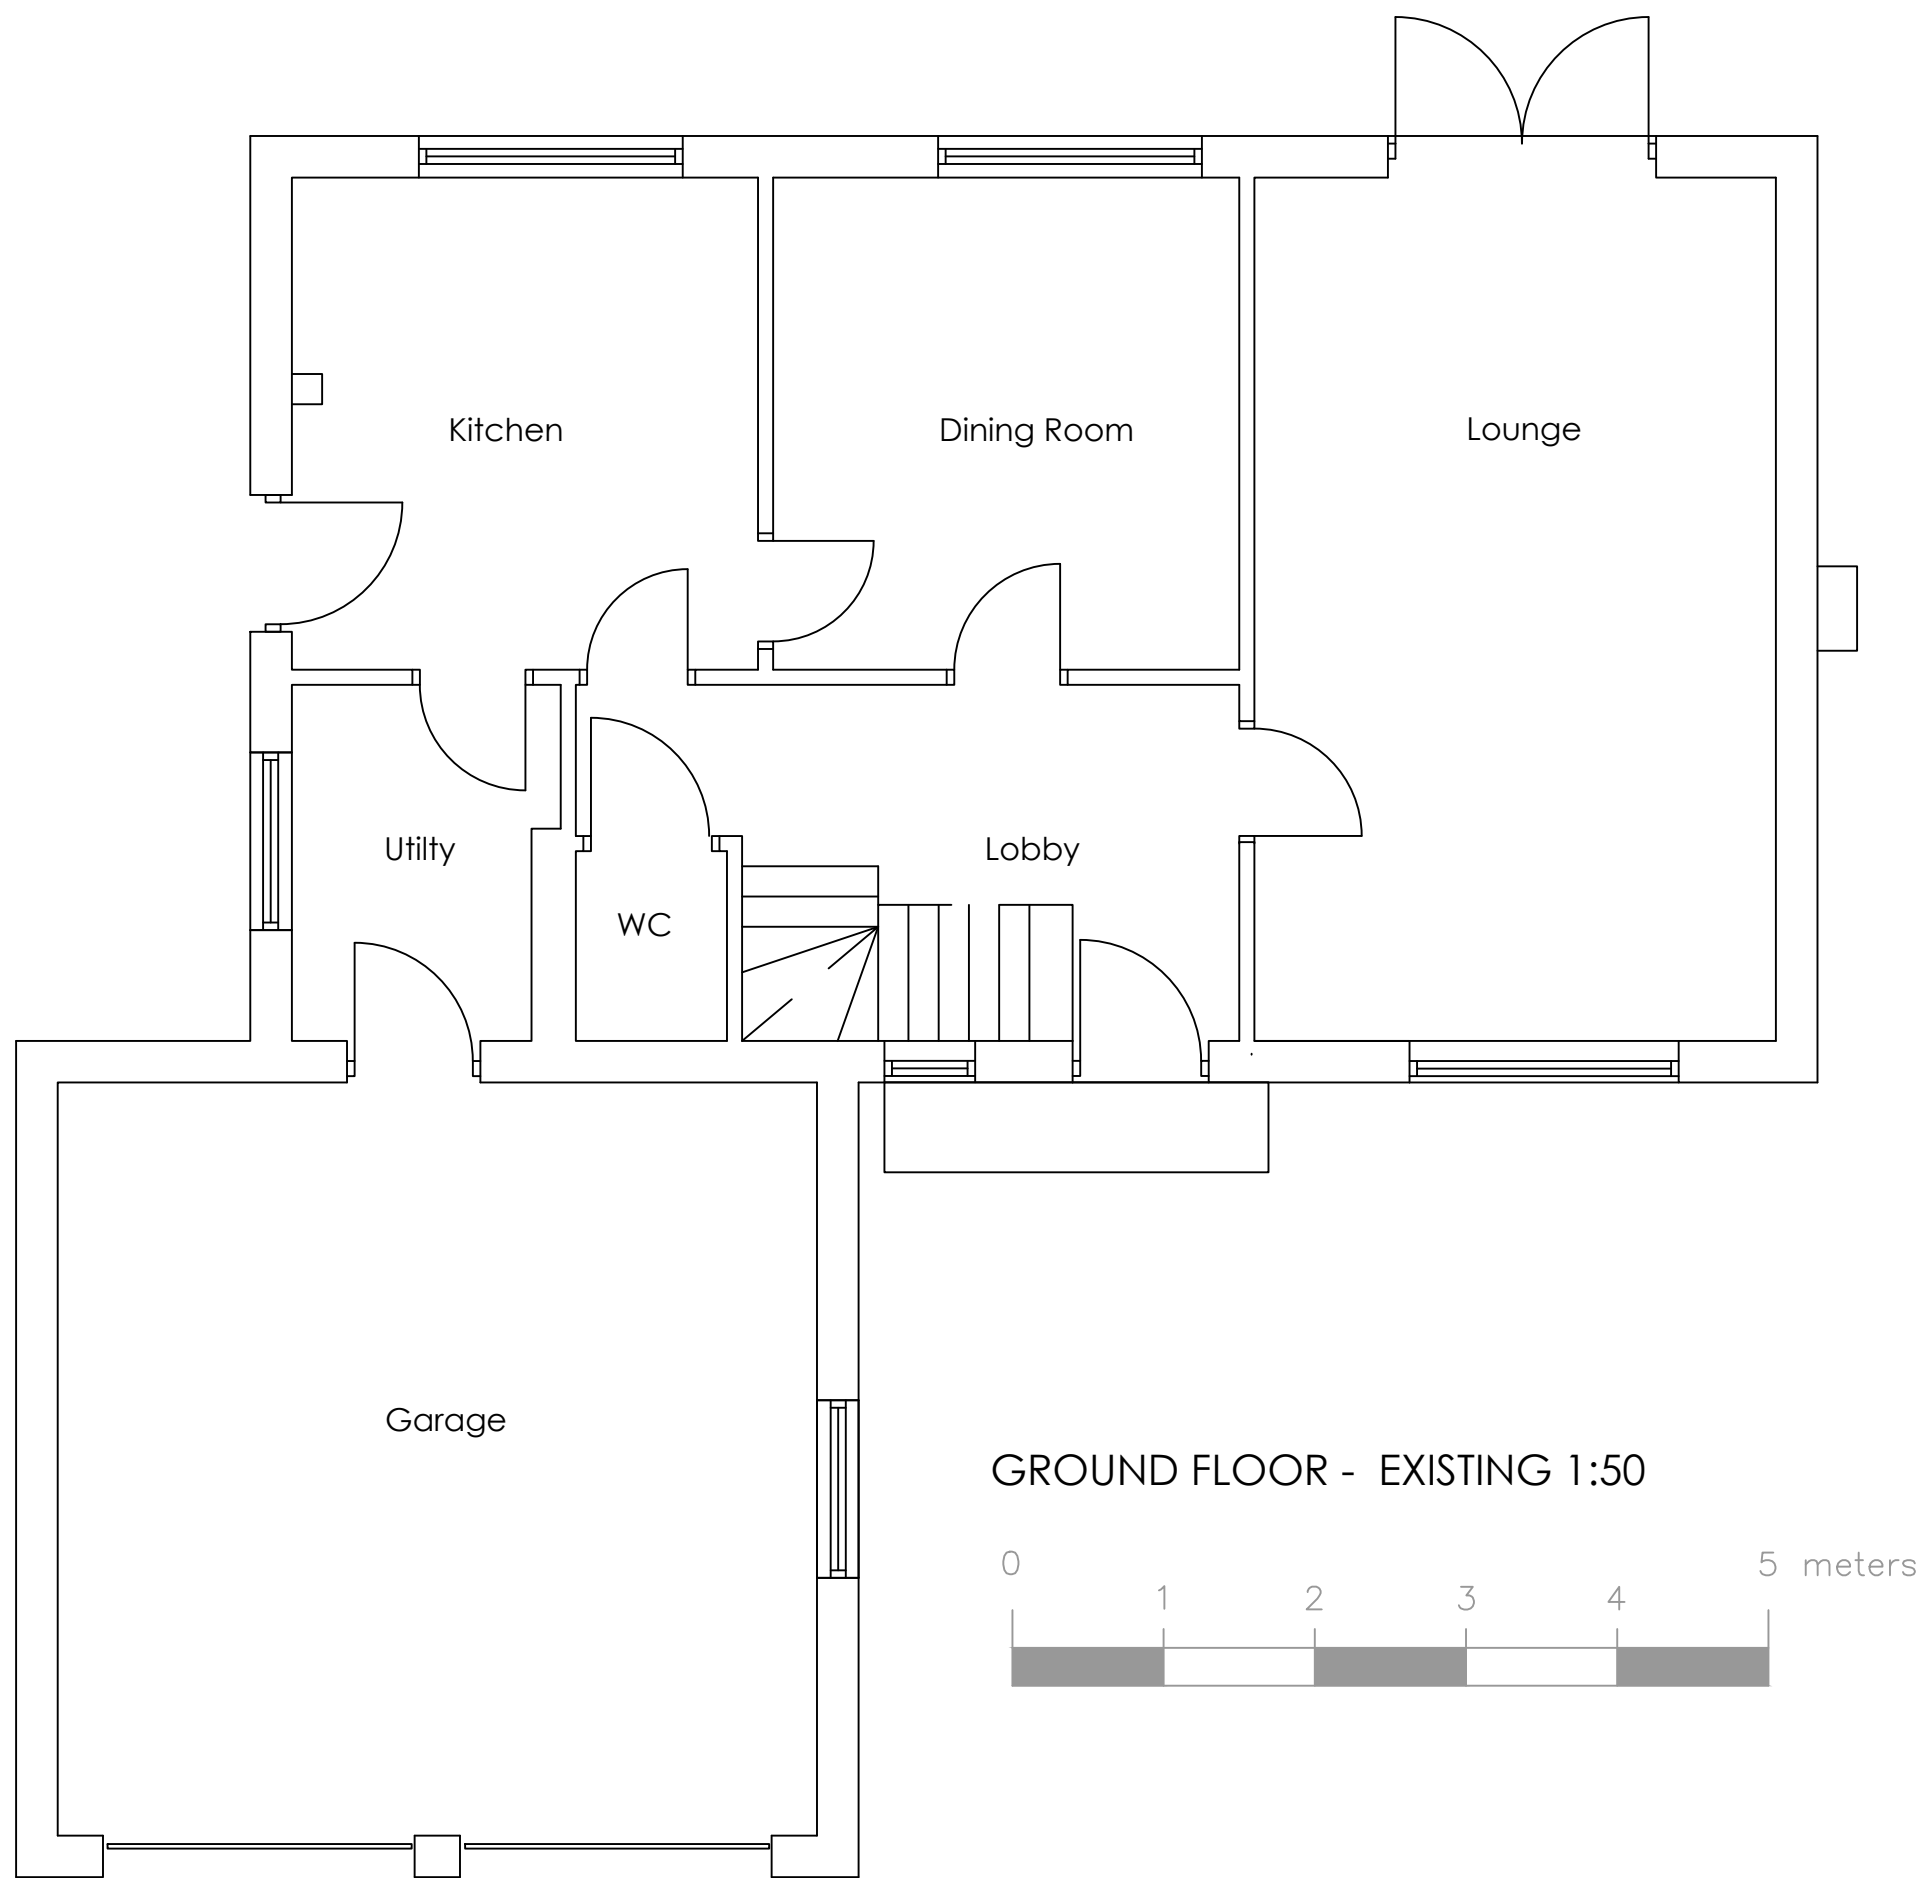 Kitchen
Dining Room
Lounge
Utilty
Lobby
WC
Garage
GROUND FLOOR - EXISTING 1:50
0 1 2 3 4 5 meters